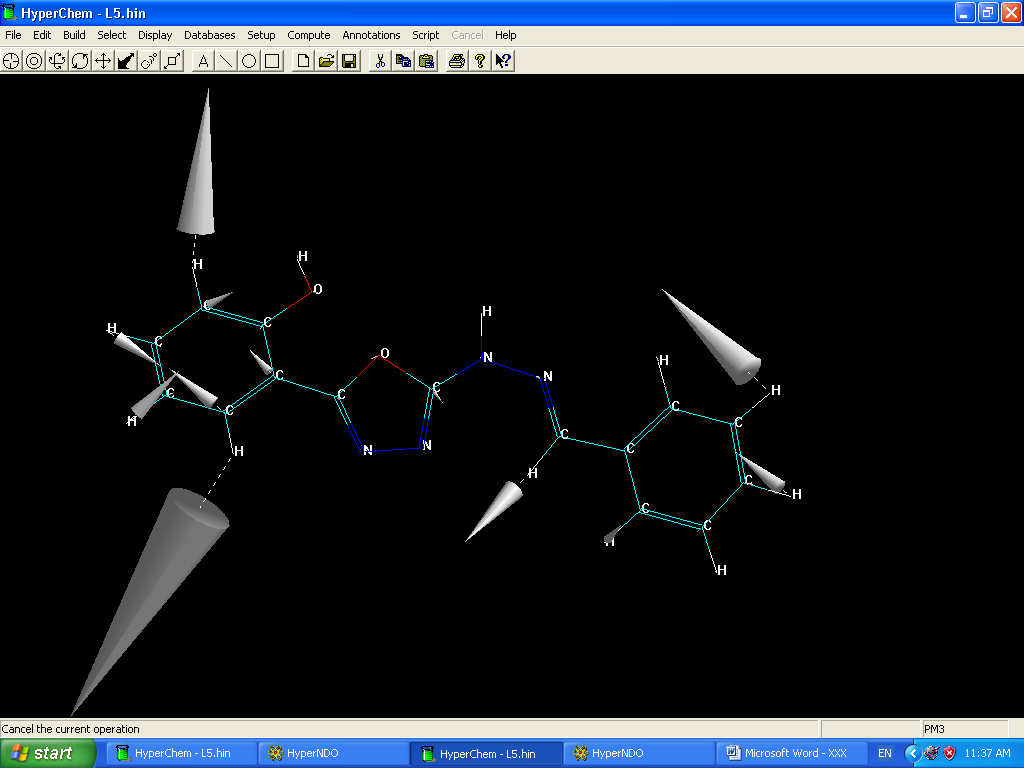 HyperChem - L5.hin
File Edit Build Select Display Databases Setup Compute Annotations Script Cancel Help
A
H
H
C
O
C
H
C
H
C
C
C
H
C
H
C
O
C
N
N
C
N
N
H
C
H
C
H
C
C
H
C
C
H
C
H
C
H
Cancel the current operation
PM3
start
HyperChem - L5.hin
HyperNDO
HyperChem - L5.hin
HyperNDO
Microsoft Word - XXX
EN
11:37 AM